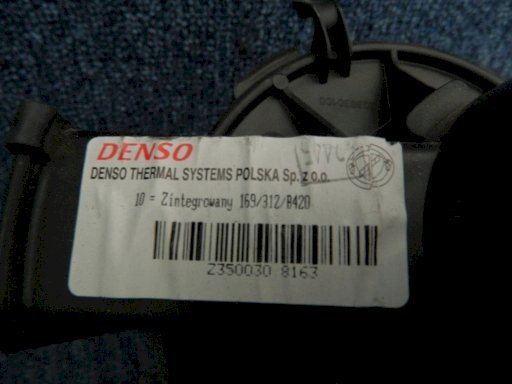 DENSO
DENSO THERMAL SYSTEMS POLSKA Sp. z o.o.
10 = Zintegrowany 169/312/B420
Z350030 8163